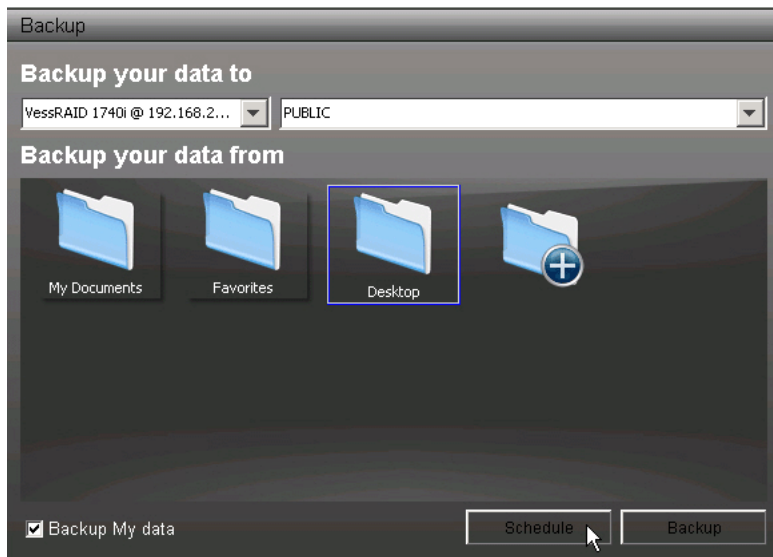 Backup
Backup your data to
VessRAID 1740i @ 192.168.2... PUBLIC
Backup your data from
My Documents Favorites Desktop
Backup My data Schedule Backup